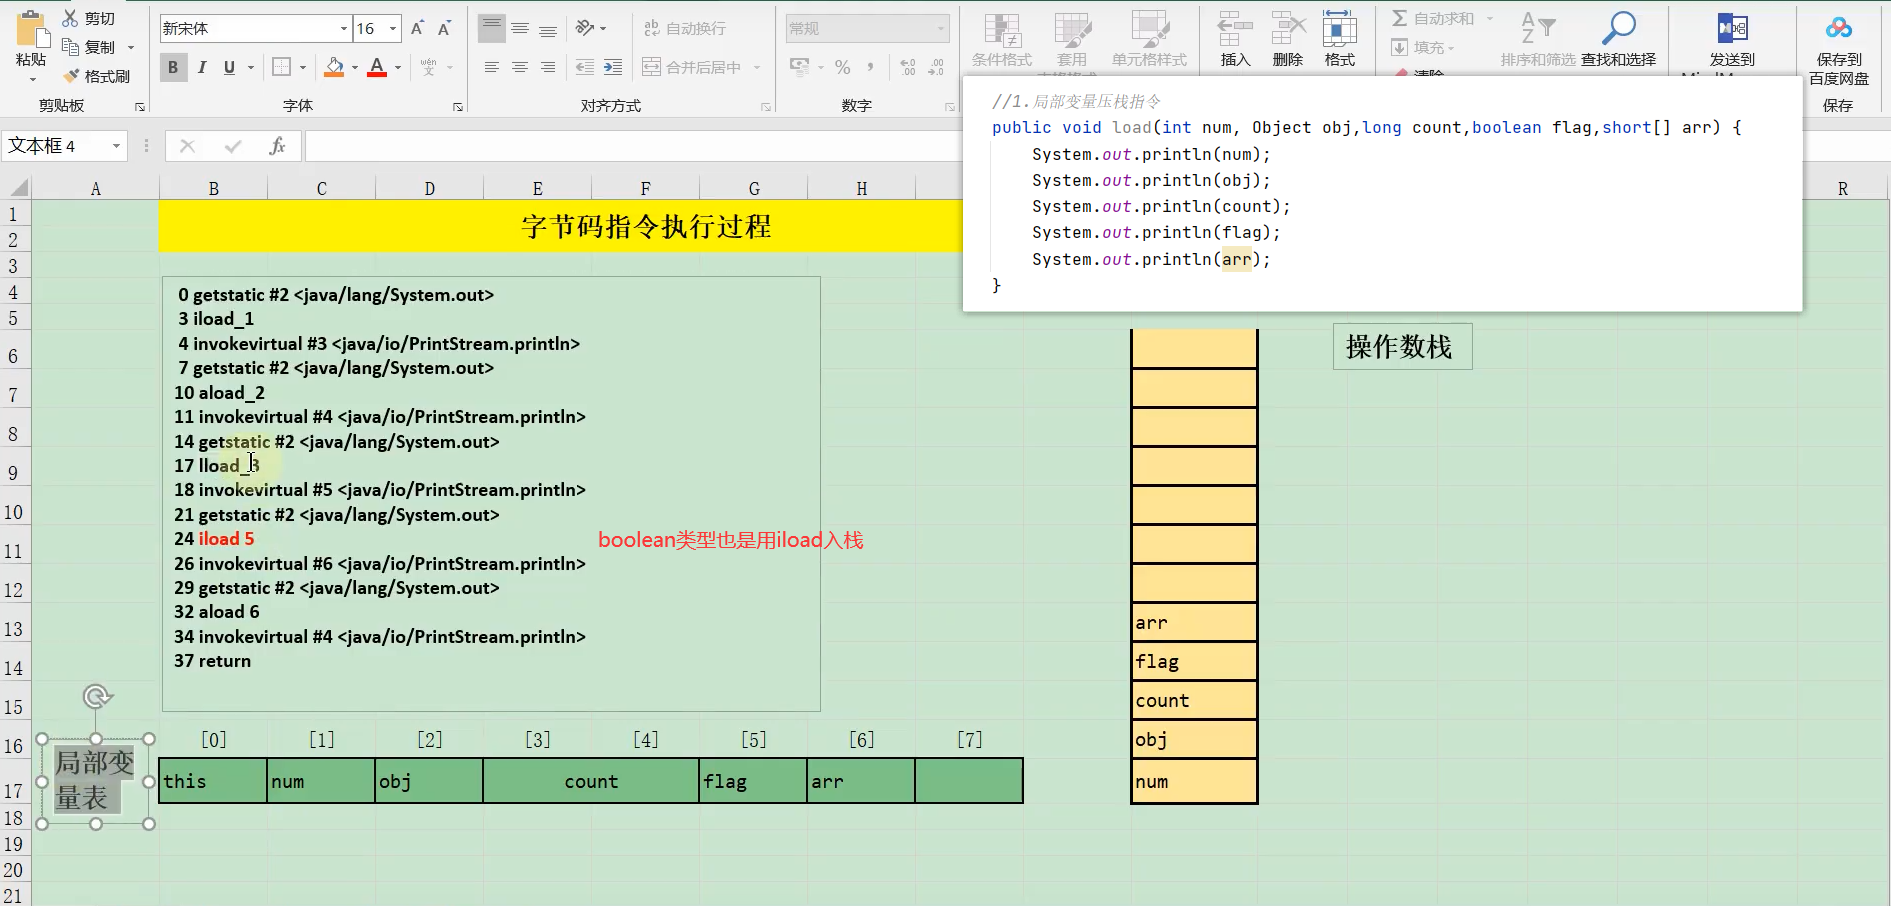 剪切
新宋体
16
自动换行
常规
自动求和
粘贴
复制
B I U
wén
文
合并后居中
%
条件格式
套用
单元格样式
插入
删除
格式
填充
排序和筛选
查找和选择
发送到
保存到
百度网盘
格式刷
清除
剪贴板
字体
对齐方式
数字
保存
文本框 4
fx
//1.局部变量压栈指令
public void load(int num, Object obj,long count,boolean flag,short[] arr) {
System.out.println(num);
System.out.println(obj);
System.out.println(count);
System.out.println(flag);
System.out.println(arr);
}
A B C D E F G H R
1
2
3
4
5
6
7
8
9
10
11
12
13
14
15
16
17
18
19
20
21
字节码指令执行过程
0 getstatic #2 <java/lang/System.out>
3 iload_1
4 invokevirtual #3 <java/io/PrintStream.println>
7 getstatic #2 <java/lang/System.out>
10 aload_2
11 invokevirtual #4 <java/io/PrintStream.println>
14 getstatic #2 <java/lang/System.out>
17 lload_3
18 invokevirtual #5 <java/io/PrintStream.println>
21 getstatic #2 <java/lang/System.out>
24 iload 5
26 invokevirtual #6 <java/io/PrintStream.println>
29 getstatic #2 <java/lang/System.out>
32 aload 6
34 invokevirtual #4 <java/io/PrintStream.println>
37 return
boolean类型也是用iload入栈
操作数栈
arr
flag
count
obj
num
[0] [1] [2] [3] [4] [5] [6] [7]
局部变
量表
this num obj count flag arr